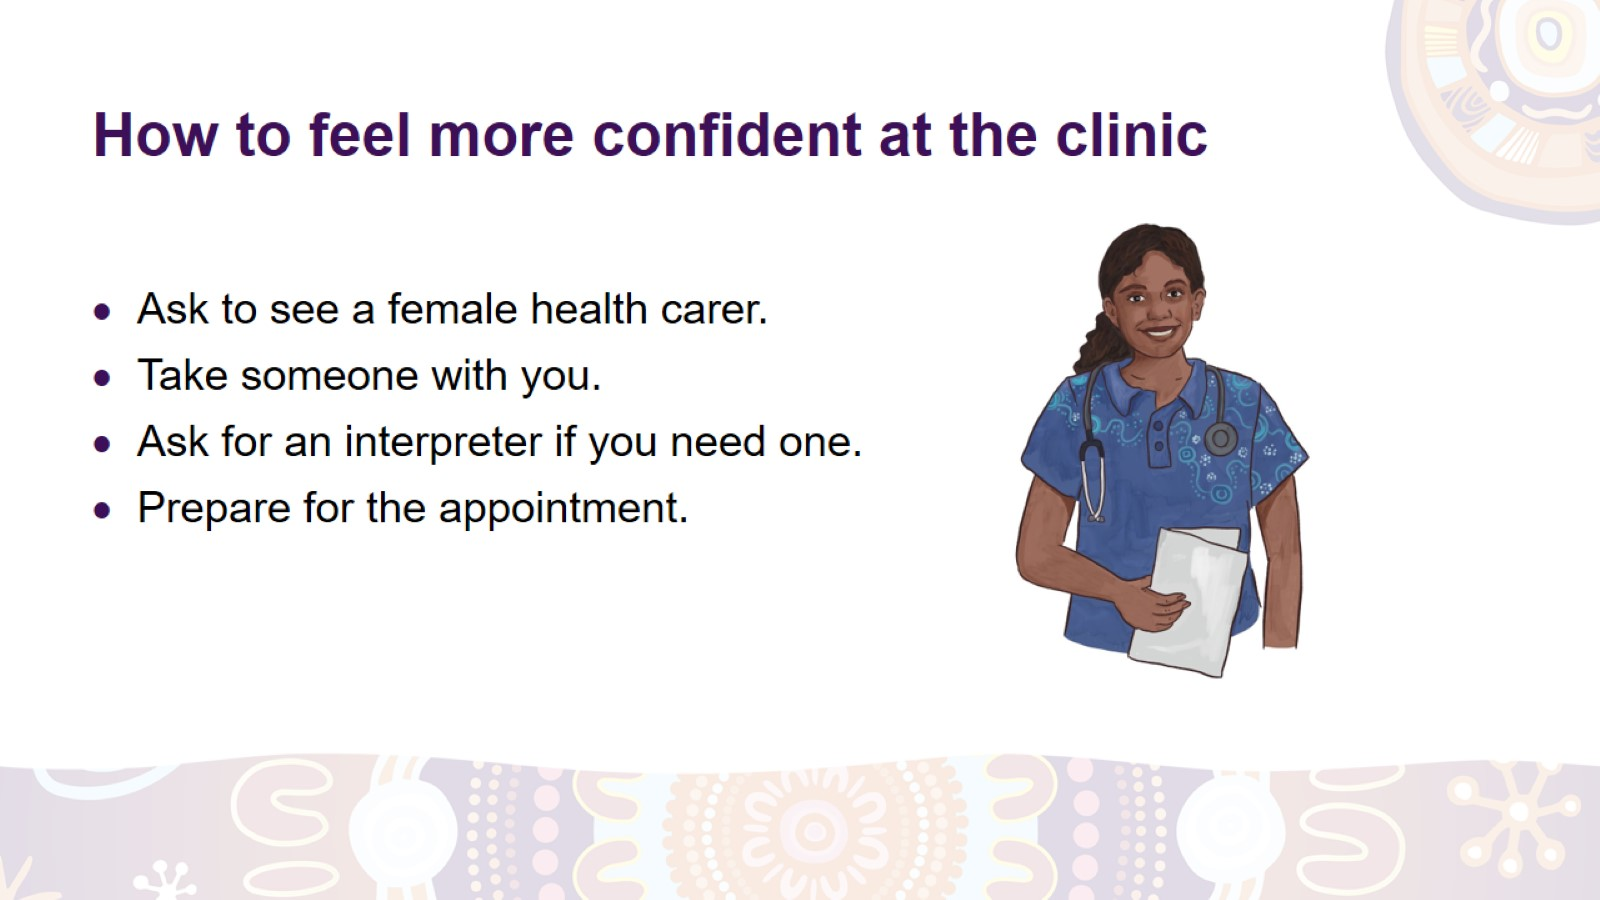 How to feel more confident at the clinic
• Ask to see a female health carer.
• Take someone with you.
• Ask for an interpreter if you need one.
• Prepare for the appointment.